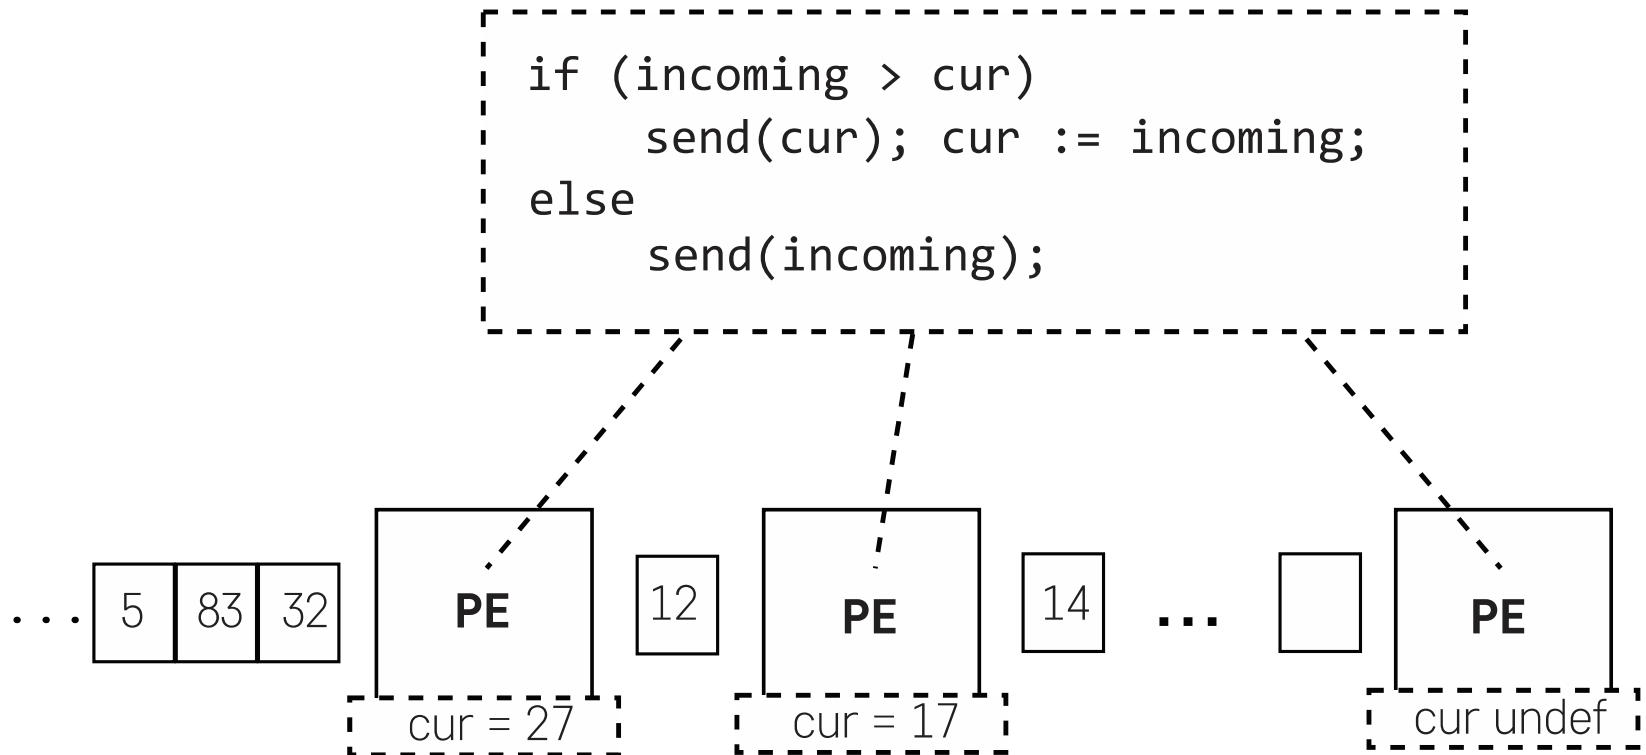 if (incoming > cur)
send(cur); cur := incoming;
else
send(incoming);
... 5 83 32 PE 12 PE 14 ... PE
cur = 27 cur = 17 cur undef